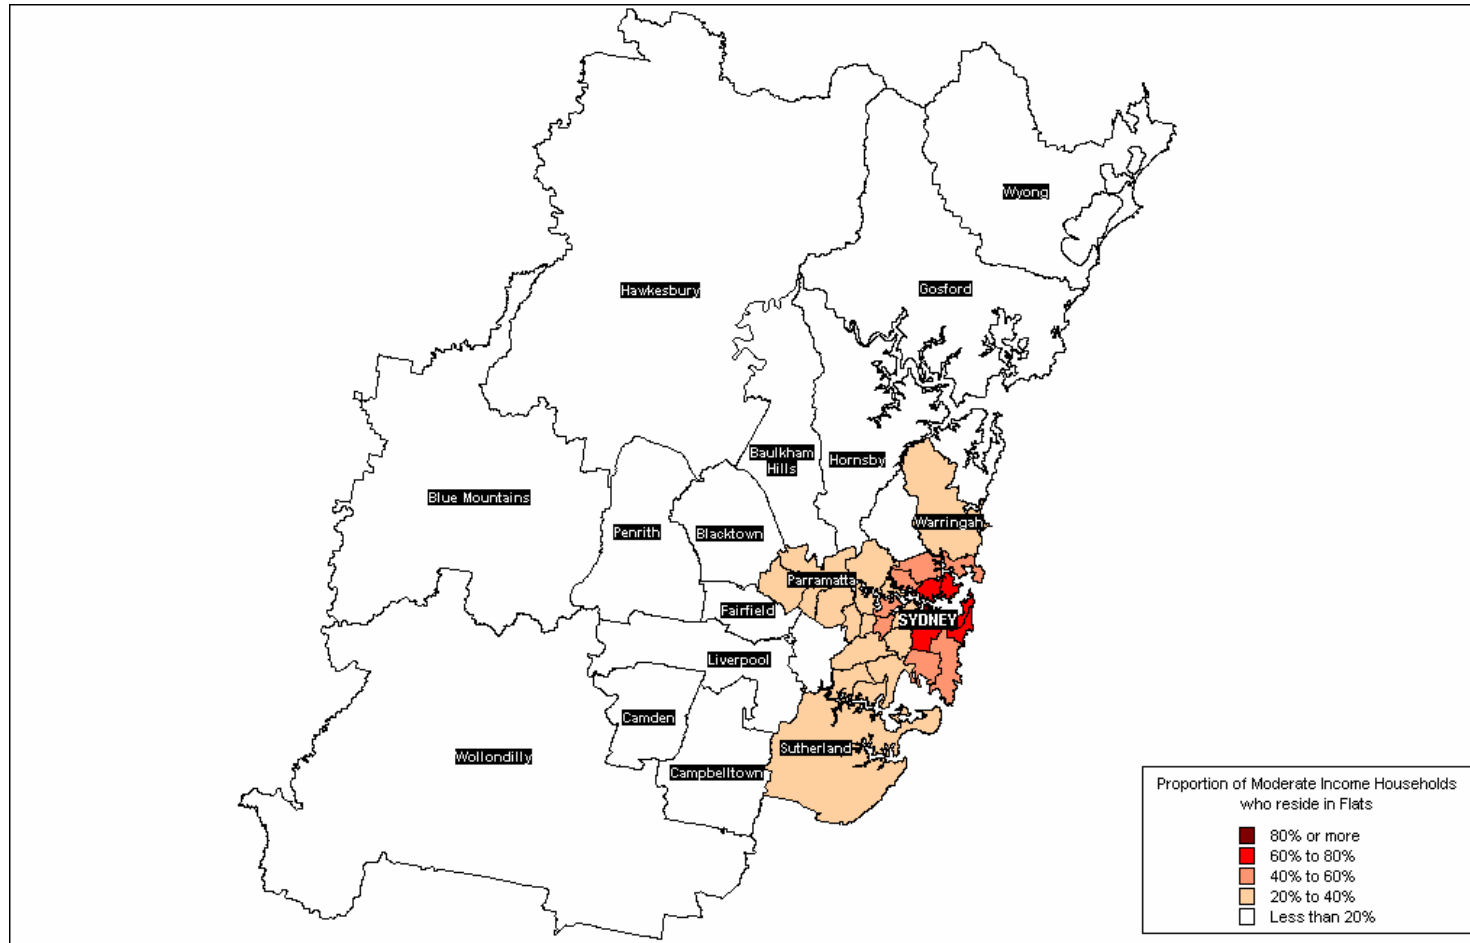 Wyong
Hawkesbury
Gosford
Baulkham
Hills
Hornsby
Blue Mountains
Penrith
Blacktown
Warringah
Parramatta
Fairfield
SYDNEY
Liverpool
Camden
Sutherland
Wollondilly
Campbelltown
Proportion of Moderate Income Households
who reside in Flats
80% or more
60% to 80%
40% to 60%
20% to 40%
Less than 20%